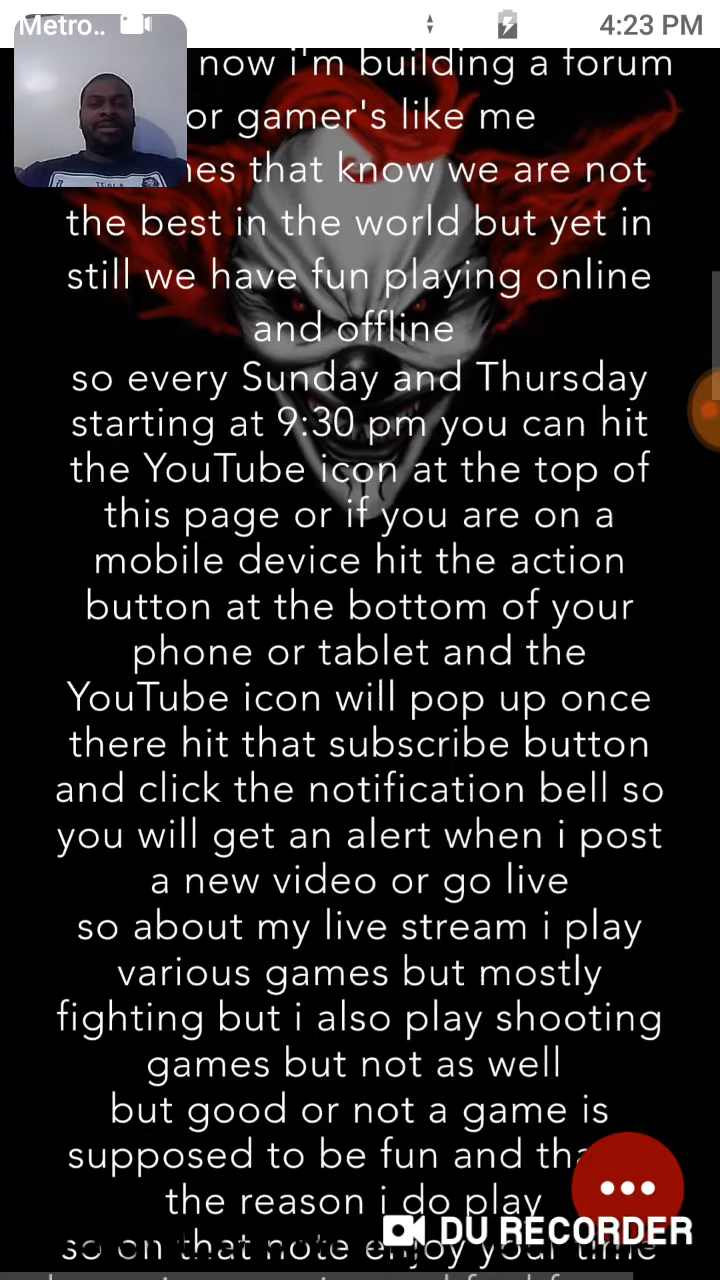 Metro..
4:23 PM
now i'm building a forum
or gamer's like me
that know we are not
the best in the world but yet in
still we have fun playing online
and offline
so every Sunday and Thursday
starting at 9:30 pm you can hit
the YouTube icon at the top of
this page or if you are on a
mobile device hit the action
button at the bottom of your
phone or tablet and the
YouTube icon will pop up once
there hit that subscribe button
and click the notification bell so
you will get an alert when i post
a new video or go live
so about my live stream i play
various games but mostly
fighting but i also play shooting
games but not as well
but good or not a game is
supposed to be fun and
the reason i do play
DU RECORDER
so on that note enjoy your time